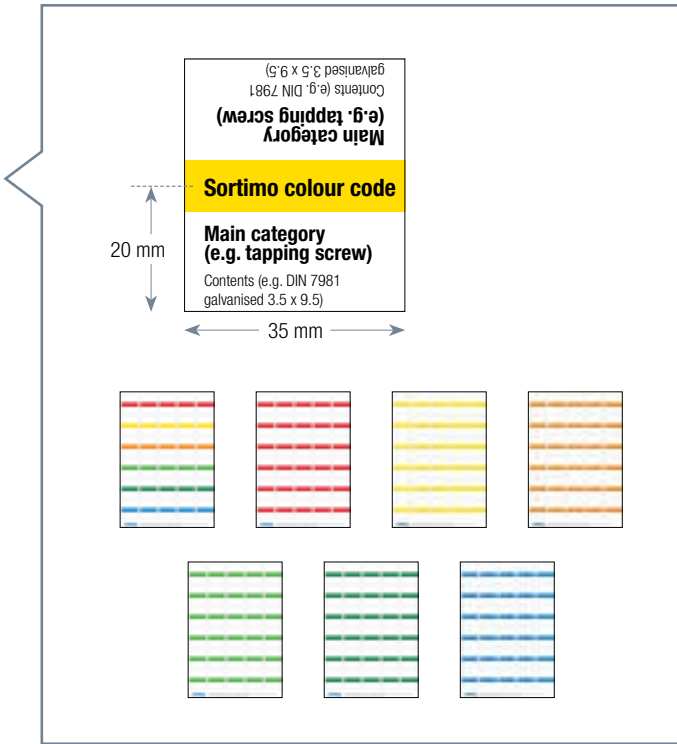 galvanised 3.5 x 9.5)
Contents (e.g. DIN 7981
(e.g. tapping screw)
Main category
Sortimo colour code
20 mm
Main category
(e.g. tapping screw)
Contents (e.g. DIN 7981
galvanised 3.5 x 9.5)
35 mm